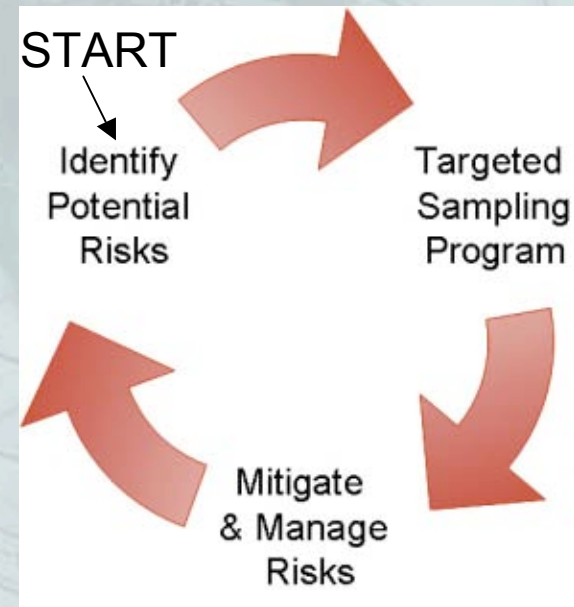 START
Identify
Potential
Risks
Targeted
Sampling
Program
Mitigate
& Manage
Risks